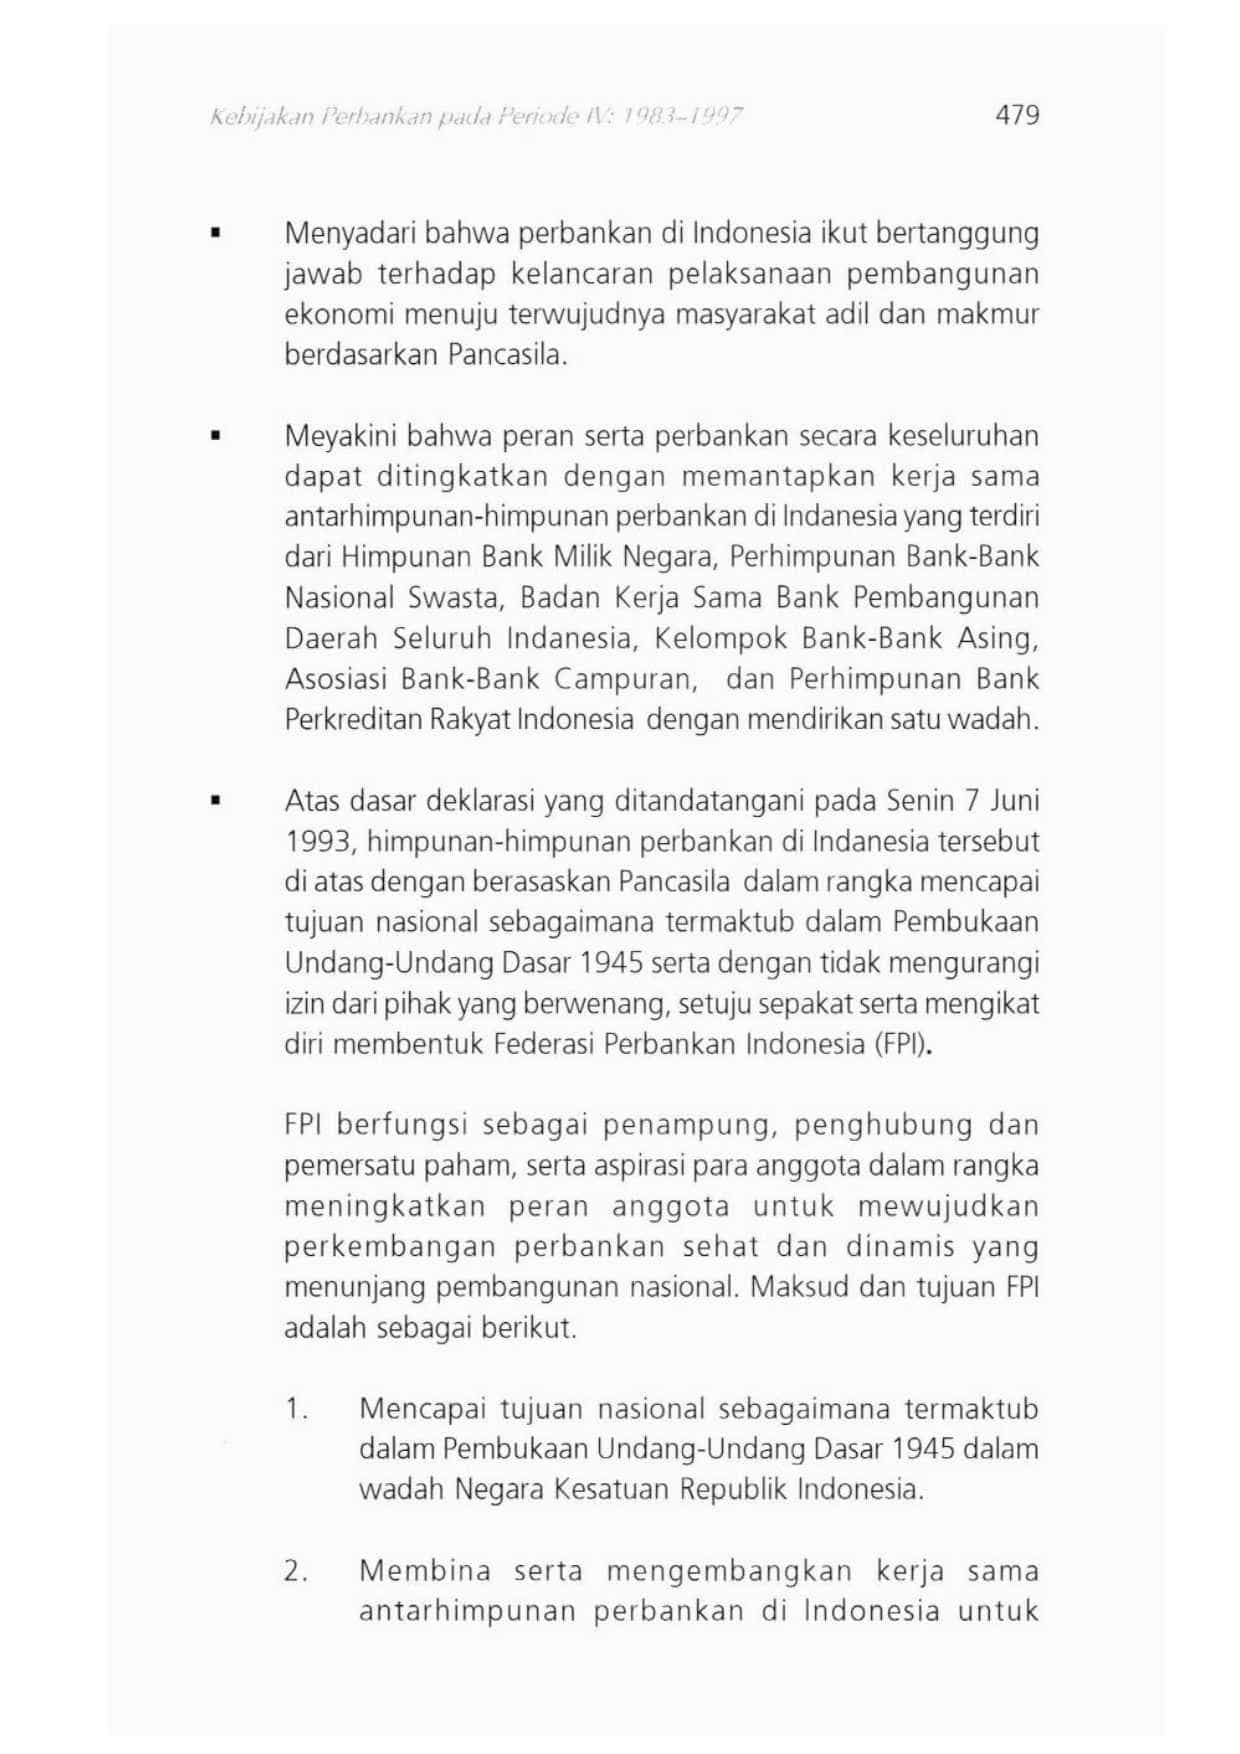 Kebijakan Perbankan pada Periode IV: 1983–1997 479
▪ Menyadari bahwa perbankan di Indonesia ikut bertanggung
jawab terhadap kelancaran pelaksanaan pembangunan
ekonomi menuju terwujudnya masyarakat adil dan makmur
berdasarkan Pancasila.
▪ Meyakini bahwa peran serta perbankan secara keseluruhan
dapat ditingkatkan dengan memantapkan kerja sama
antarhimpunan-himpunan perbankan di Indanesia yang terdiri
dari Himpunan Bank Milik Negara, Perhimpunan Bank-Bank
Nasional Swasta, Badan Kerja Sama Bank Pembangunan
Daerah Seluruh Indanesia, Kelompok Bank-Bank Asing,
Asosiasi Bank-Bank Campuran, dan Perhimpunan Bank
Perkreditan Rakyat Indonesia dengan mendirikan satu wadah.
▪ Atas dasar deklarasi yang ditandatangani pada Senin 7 Juni
1993, himpunan-himpunan perbankan di Indanesia tersebut
di atas dengan berasaskan Pancasila dalam rangka mencapai
tujuan nasional sebagaimana termaktub dalam Pembukaan
Undang-Undang Dasar 1945 serta dengan tidak mengurangi
izin dari pihak yang berwenang, setuju sepakat serta mengikat
diri membentuk Federasi Perbankan Indonesia (FPI).
FPI berfungsi sebagai penampung, penghubung dan
pemersatu paham, serta aspirasi para anggota dalam rangka
meningkatkan peran anggota untuk mewujudkan
perkembangan perbankan sehat dan dinamis yang
menunjang pembangunan nasional. Maksud dan tujuan FPI
adalah sebagai berikut.
1. Mencapai tujuan nasional sebagaimana termaktub
dalam Pembukaan Undang-Undang Dasar 1945 dalam
wadah Negara Kesatuan Republik Indonesia.
2. Membina serta mengembangkan kerja sama
antarhimpunan perbankan di Indonesia untuk